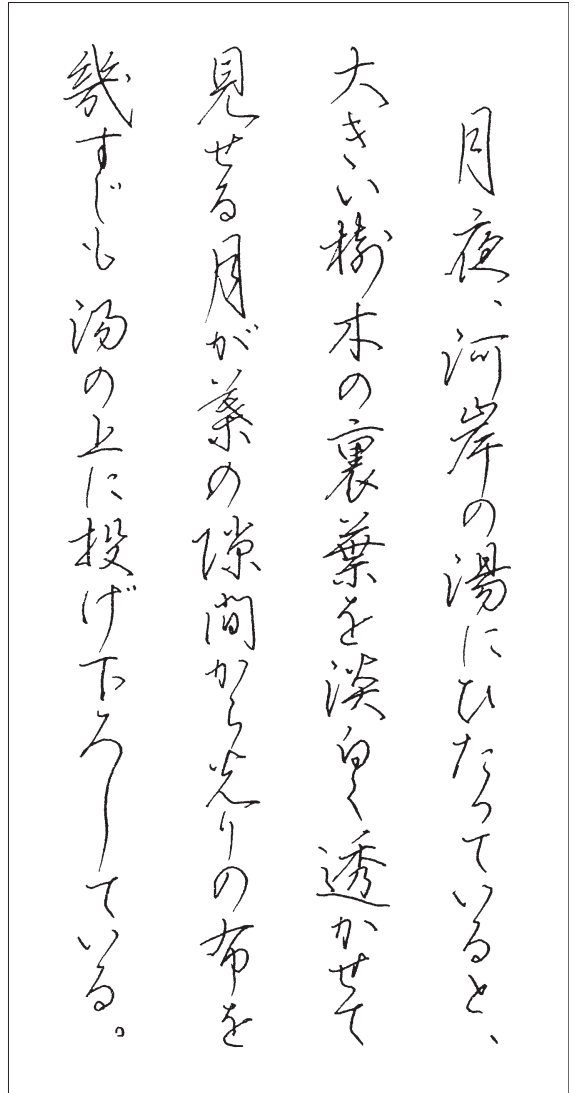 月夜、河岸の湯にひたっていると、
大きい樹木の裏葉を淡白く透かせて
見せる月が葉の隙間から光りの布を
幾すじも湯の上に投げ下ろしている。